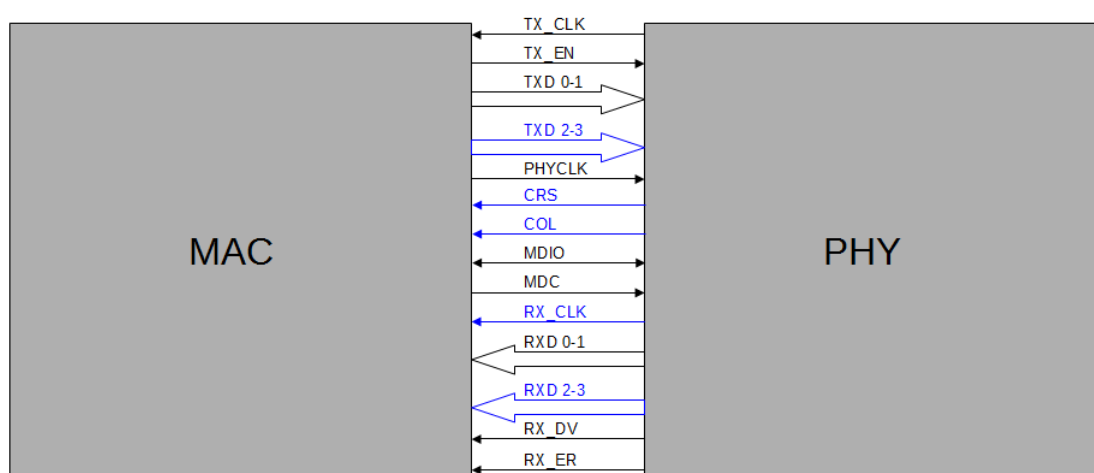 TX_CLK
TX_EN
TXD 0-1
TXD 2-3
PHYCLK
CRS
COL
MAC
PHY
MDIO
MDC
RX_CLK
RXD 0-1
RXD 2-3
RX_DV
RX_ER